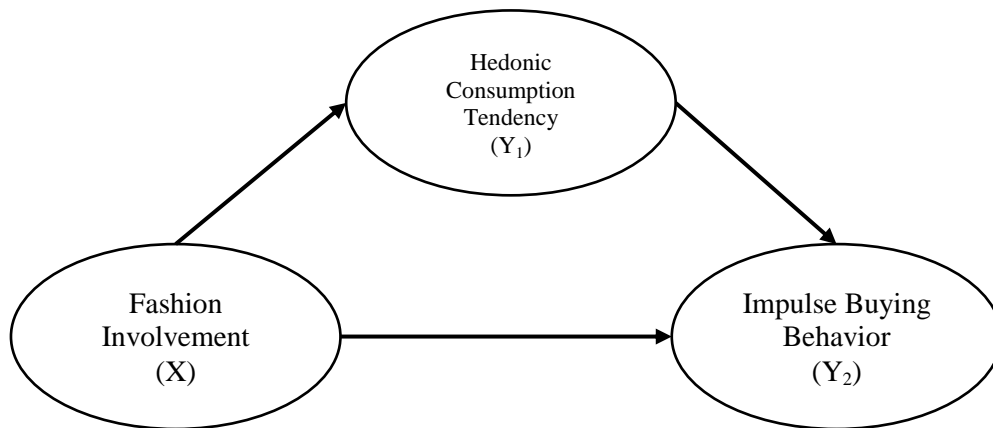 Hedonic
Consumption
Tendency
(Y₁)
Fashion
Involvement
(X)
Impulse Buying
Behavior
(Y₂)